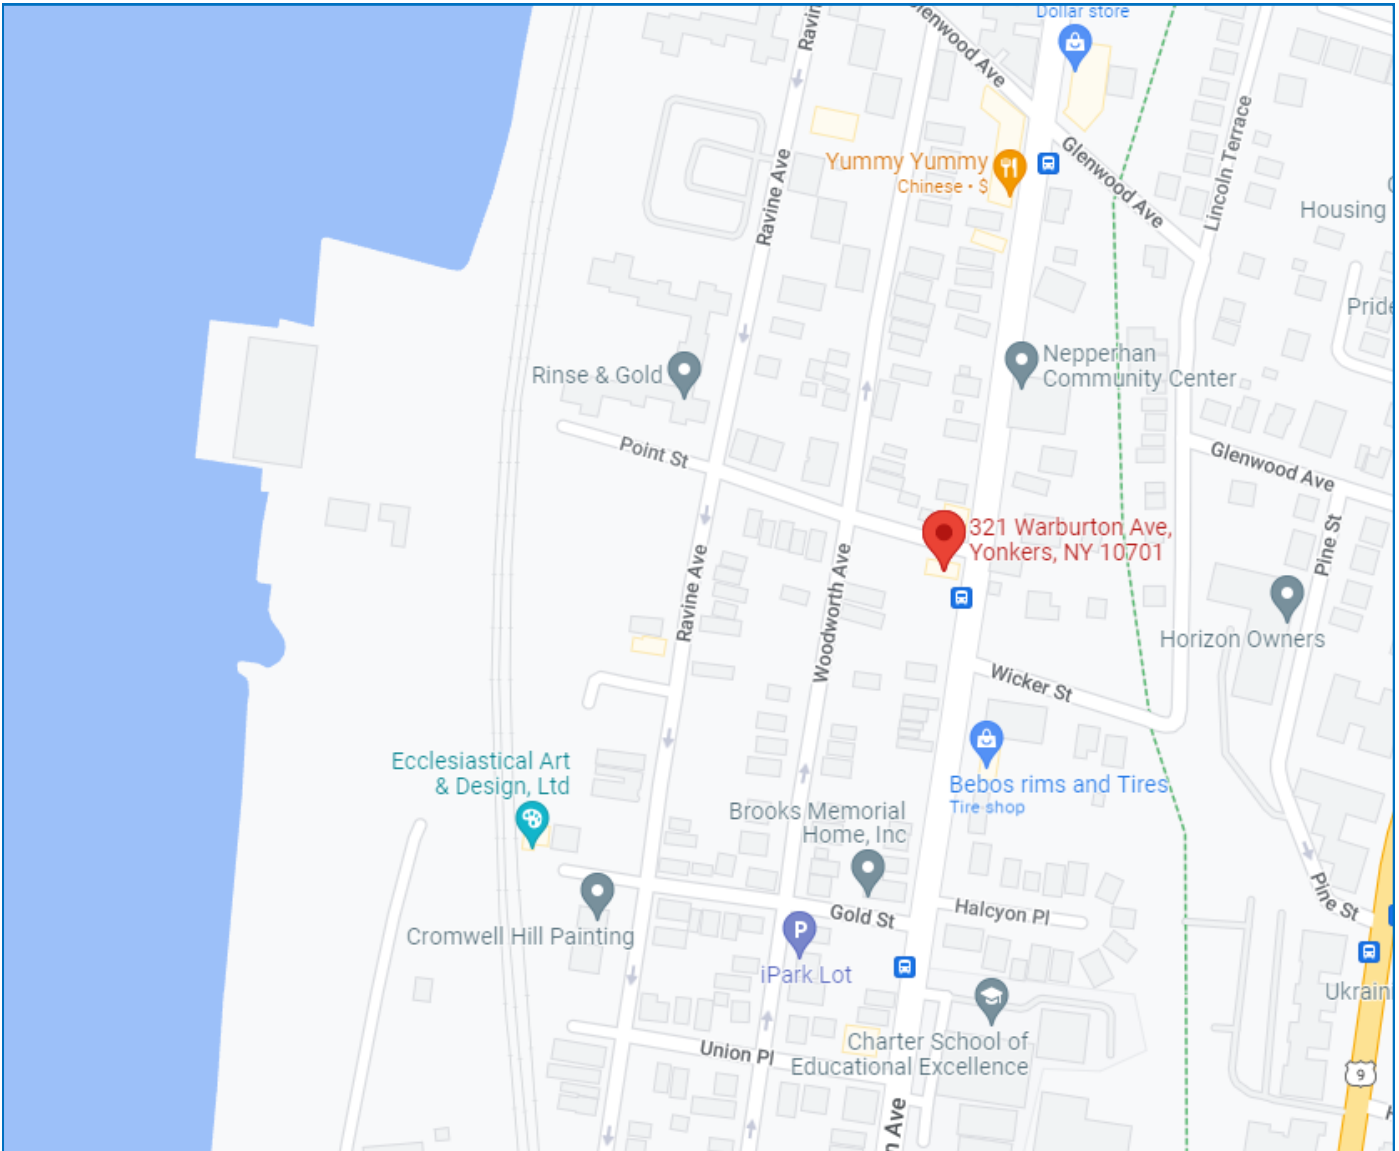 Dollar store
Glenwood Ave
Ravin
Lincoln Terrace
Yummy Yummy
Chinese • $
Glenwood Ave
Ravine Ave
Housing
Pride
Nepperhan
Community Center
Rinse & Gold
Point St
Glenwood Ave
321 Warburton Ave,
Yonkers, NY 10701
Pine St
Ravine Ave
Woodworth Ave
Horizon Owners
Wicker St
Ecclesiastical Art
& Design, Ltd
Bebos rims and Tires
Tire shop
Brooks Memorial
Home, Inc
Pine St
Gold St
Halcyon Pl
Cromwell Hill Painting
P
iPark Lot
Ukrain
Charter School of
Educational Excellence
Union Pl
9
n Ave